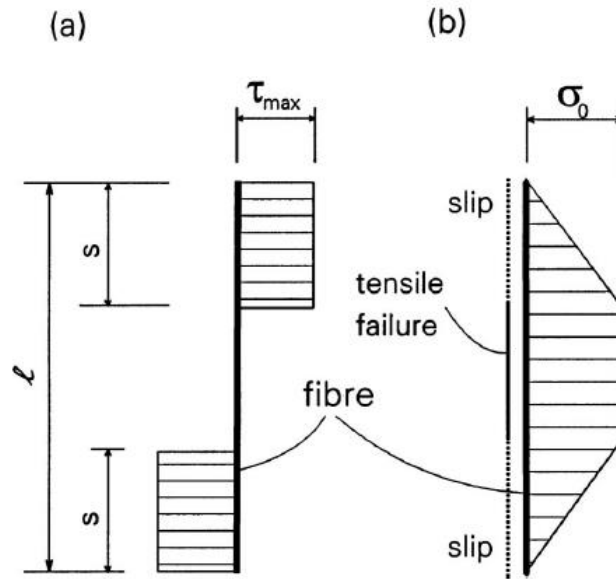 (a)
(b)
τmax
σ0
s
ℓ
s
slip
tensile
failure
fibre
slip